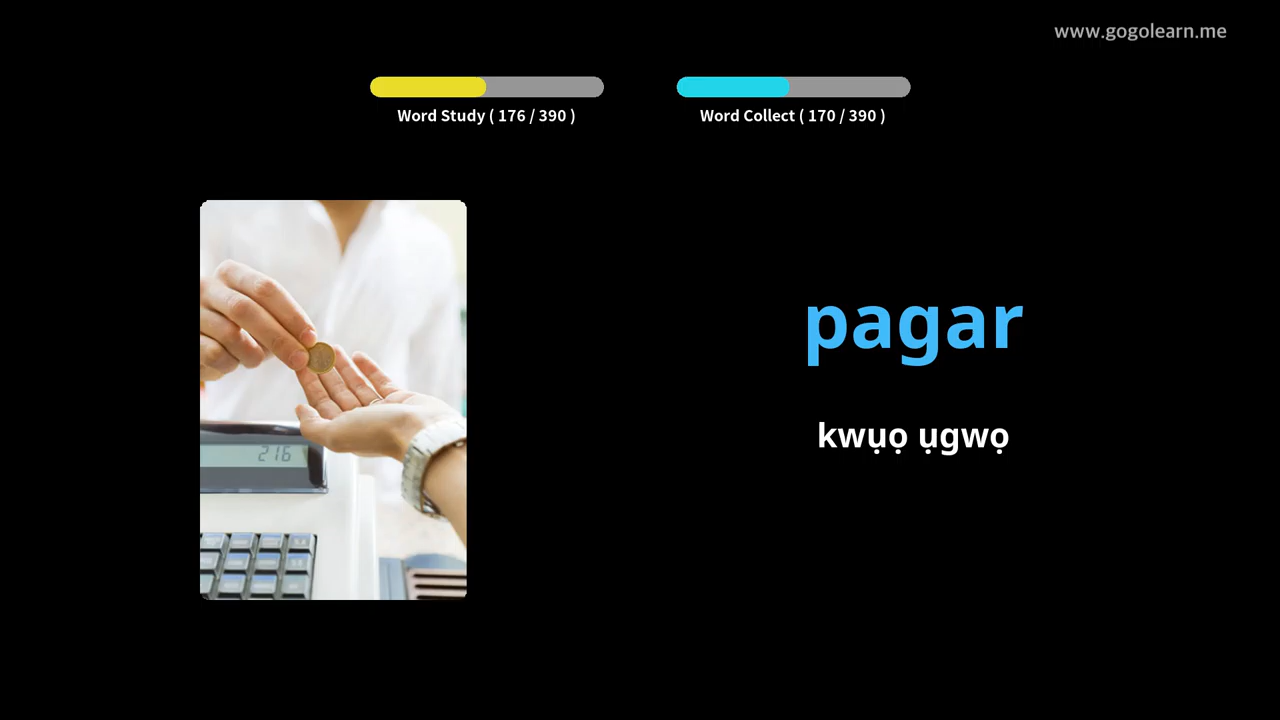 www.gogolearn.me
Word Study ( 176 / 390 )
Word Collect ( 170 / 390 )
pagar
kwụọ ụgwọ
216